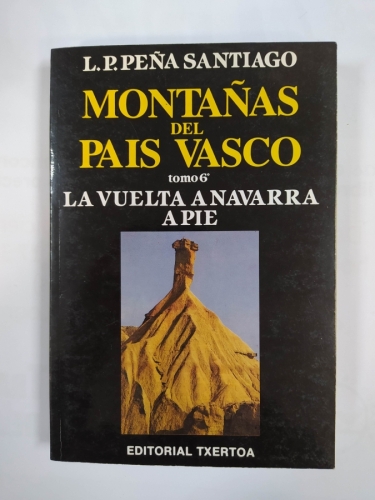 L.P. PEÑA SANTIAGO
MONTAÑAS
DEL
PAIS VASCO
tomo 6º
LA VUELTA A NAVARRA
A PIE
EDITORIAL TXERTOA